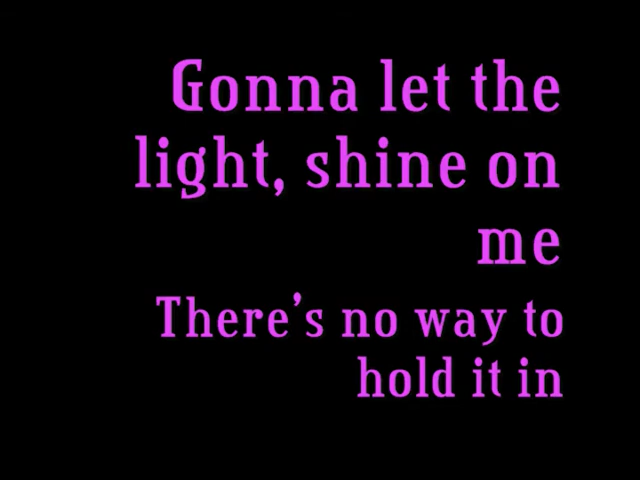 Gonna let the
light, shine on
me
There's no way to
hold it in